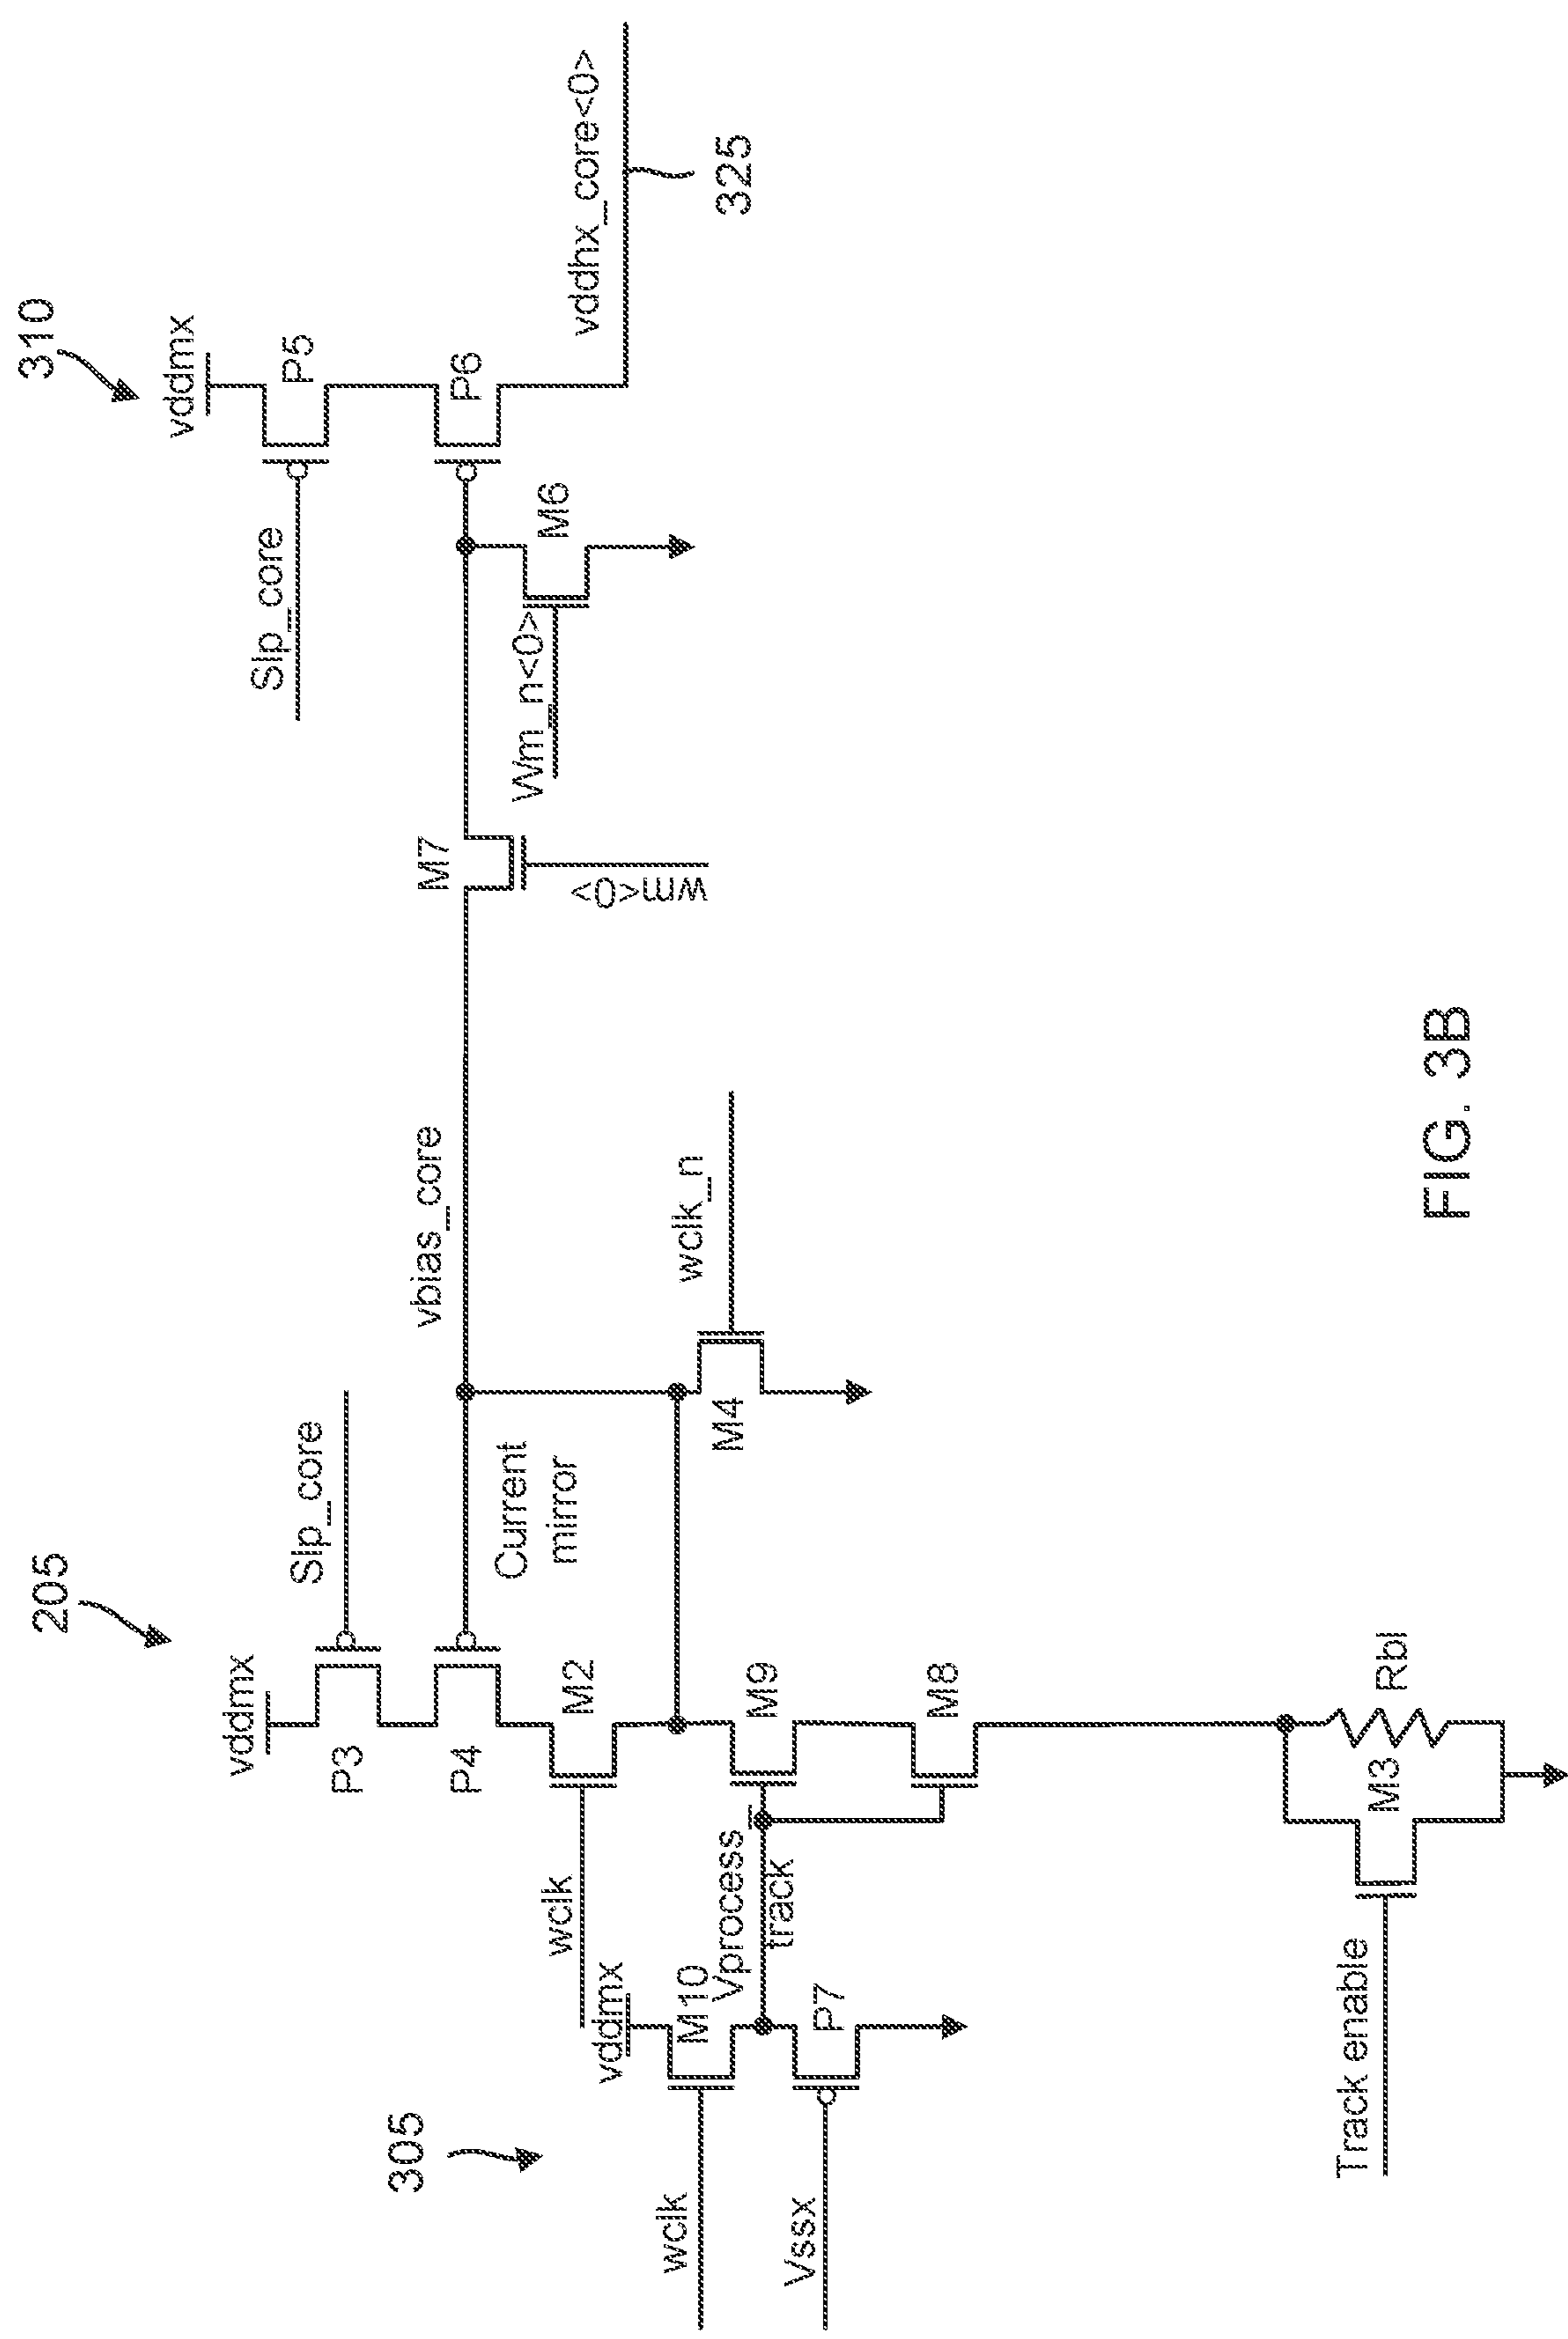 205
310
vddmx
Slp_core
P3
P4
Current
mirror
vbias_core
M7
wm<0>
Slp_core
vddmx
P5
P6
Wm_n<0>
M6
vddhx_core<0>
325
wclk
M2
305
vddmx
wclk
M10
Vprocess_
track
M9
Vssx
P7
M8
M4
wclk_n
Track enable
M3
Rbl
FIG. 3B